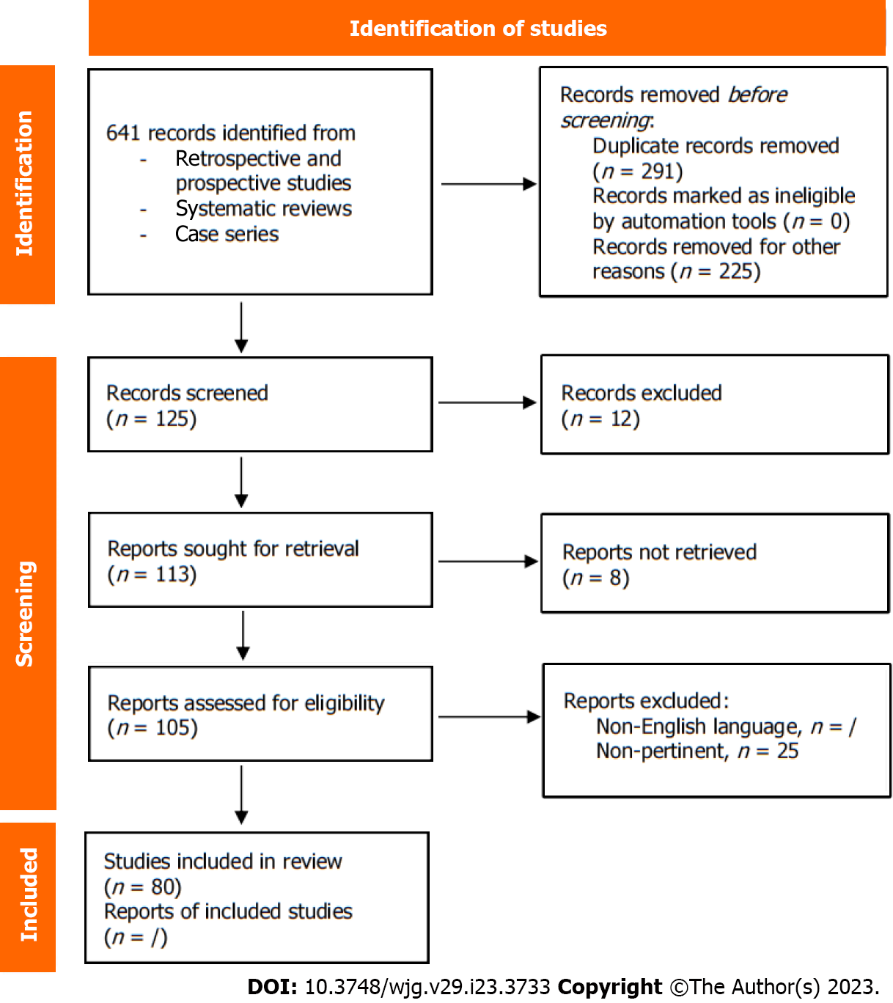 Identification of studies
Identification
641 records identified from
- Retrospective and
prospective studies
- Systematic reviews
- Case series
Records removed before
screening:
Duplicate records removed
(n = 291)
Records marked as ineligible
by automation tools (n = 0)
Records removed for other
reasons (n = 225)
Screening
Records screened
(n = 125)
Records excluded
(n = 12)
Reports sought for retrieval
(n = 113)
Reports not retrieved
(n = 8)
Reports assessed for eligibility
(n = 105)
Reports excluded:
Non-English language, n = /
Non-pertinent, n = 25
Included
Studies included in review
(n = 80)
Reports of included studies
(n = /)
DOI: 10.3748/wjg.v29.i23.3733 Copyright ©The Author(s) 2023.